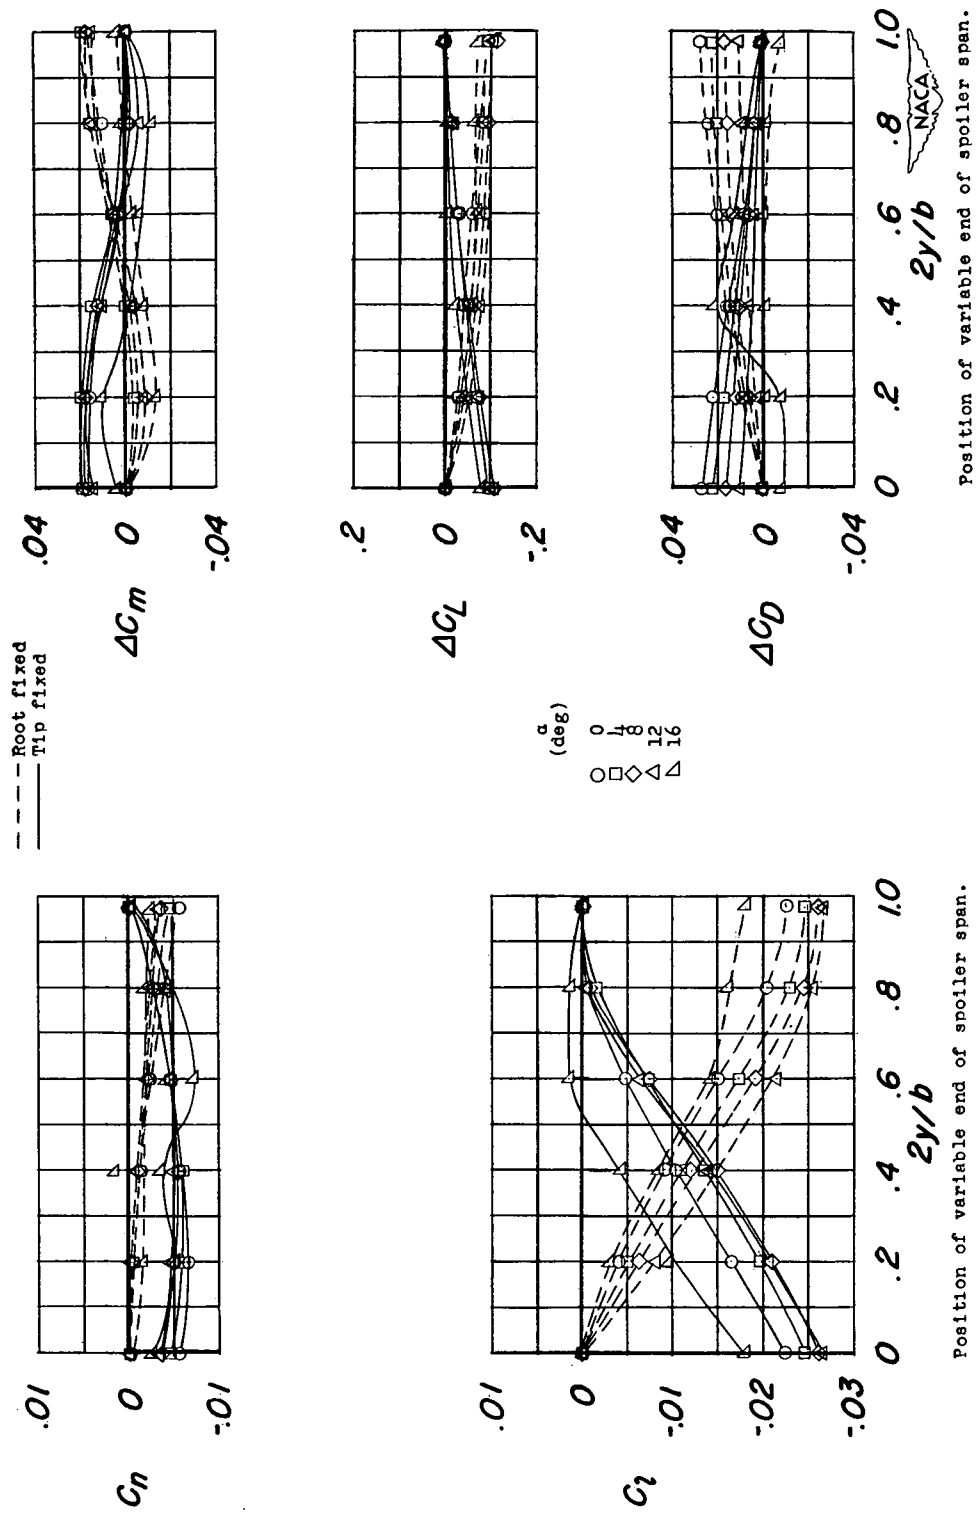 --- Root fixed
— Tip fixed
.01
0
-.01
Cn
.01
0
-.01
-.02
-.03
Cl
0
.2
.4
.6
.8
1.0
2y/b
Position of variable end of spoiler span.
α
(deg)
0
4
8
12
16
.04
0
-.04
ΔCm
.2
0
-.2
ΔCL
.04
0
-.04
ΔCD
0
.2
.4
.6
.8
1.0
2y/b
NACA
Position of variable end of spoiler span.